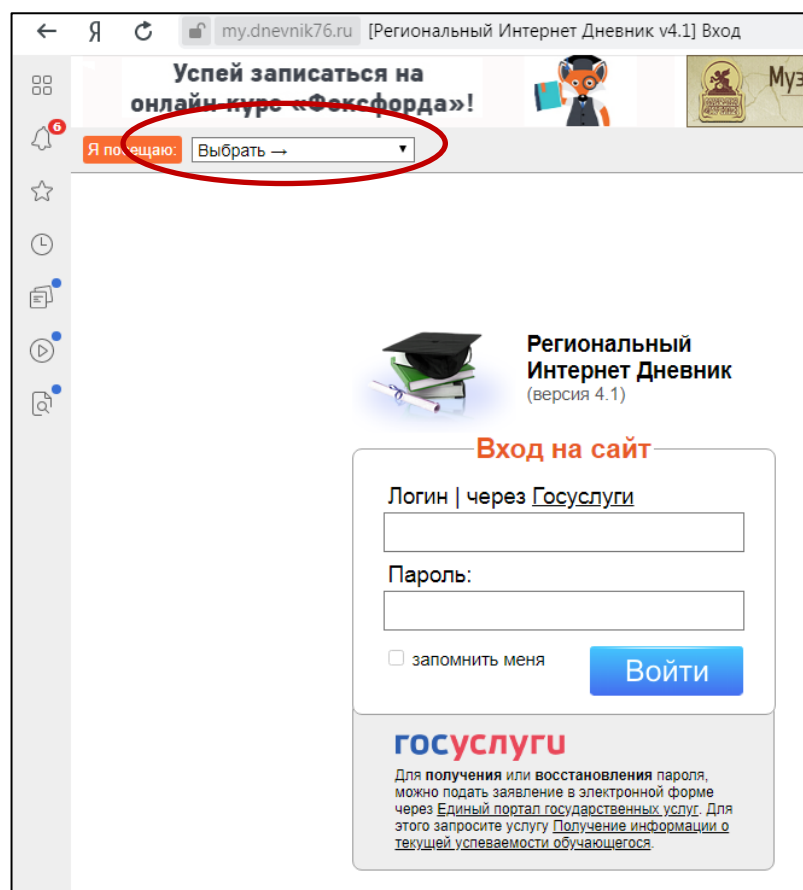 Я my.dnevnik76.ru [Региональный Интернет Дневник v4.1] Вход
Успей записаться на
онлайн-курс «Фоксфорда»!
Муз
6
Я посещаю: Выбрать →
Региональный
Интернет Дневник
(версия 4.1)
Вход на сайт
Логин | через Госуслуги
Пароль:
запомнить меня
Войти
госуслуги
Для получения или восстановления пароля,
можно подать заявление в электронной форме
через Единый портал государственных услуг. Для
этого запросите услугу Получение информации о
текущей успеваемости обучающегося.